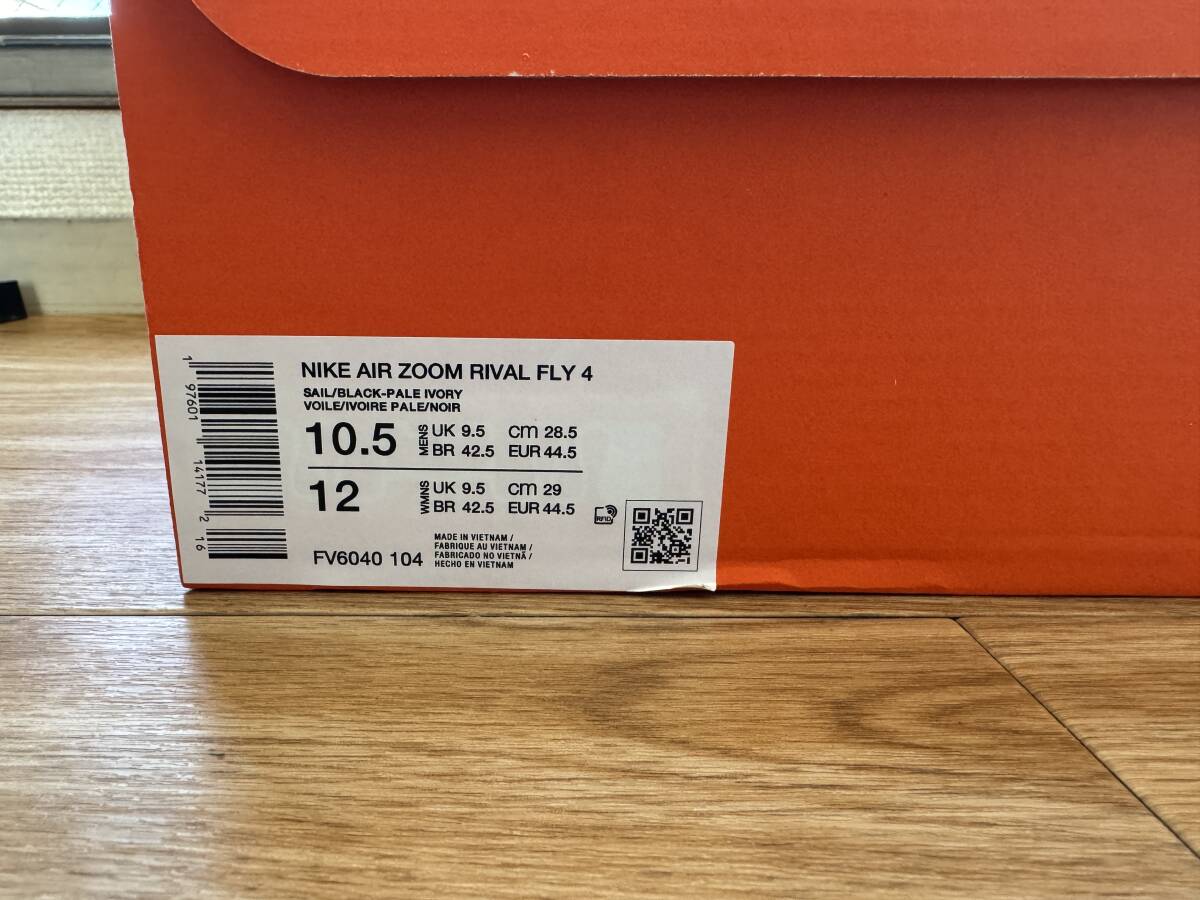 NIKE AIR ZOOM RIVAL FLY 4
SAIL/BLACK-PALE IVORY
VOILE/IVOIRE PALE/NOIR
10.5 MENS UK 9.5 cm 28.5
BR 42.5 EUR 44.5
12 WMNS UK 9.5 cm 29
BR 42.5 EUR 44.5
RFID
FV6040 104
MADE IN VIETNAM /
FABRIQUE AU VIETNAM /
FABRICADO NO VIETNÃ /
HECHO EN VIETNAM
1 97601 14177 2 16